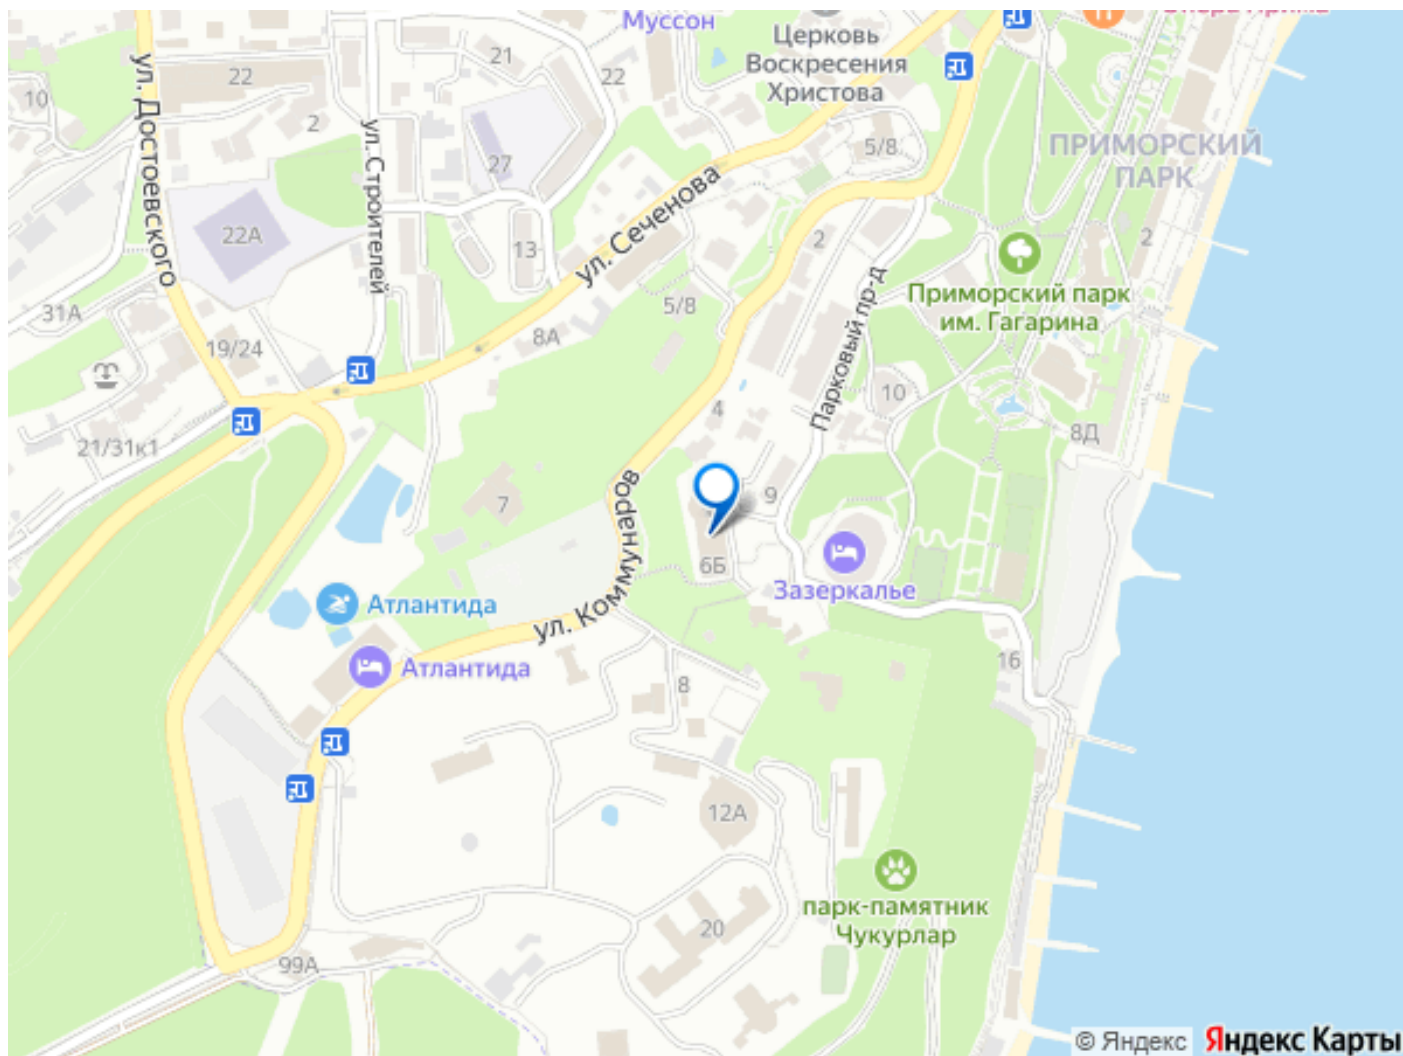 Муссон
Церковь
Воскресения
Христова
21
22
22
10
2
ул. Достоевского
ул. Строителей
27
5/8
ПРИМОРСКИЙ
ПАРК
ул. Сеченова
22А
13
2
2
Приморский парк
им. Гагарина
31А
5/8
8А
19/24
Парковый пр-д
10
4
8Д
21/31к1
7
9
ул. Коммунаров
6Б
Зазеркалье
Атлантида
Атлантида
16
8
12А
парк-памятник
Чукурлар
20
99А
© Яндекс Яндекс Карты